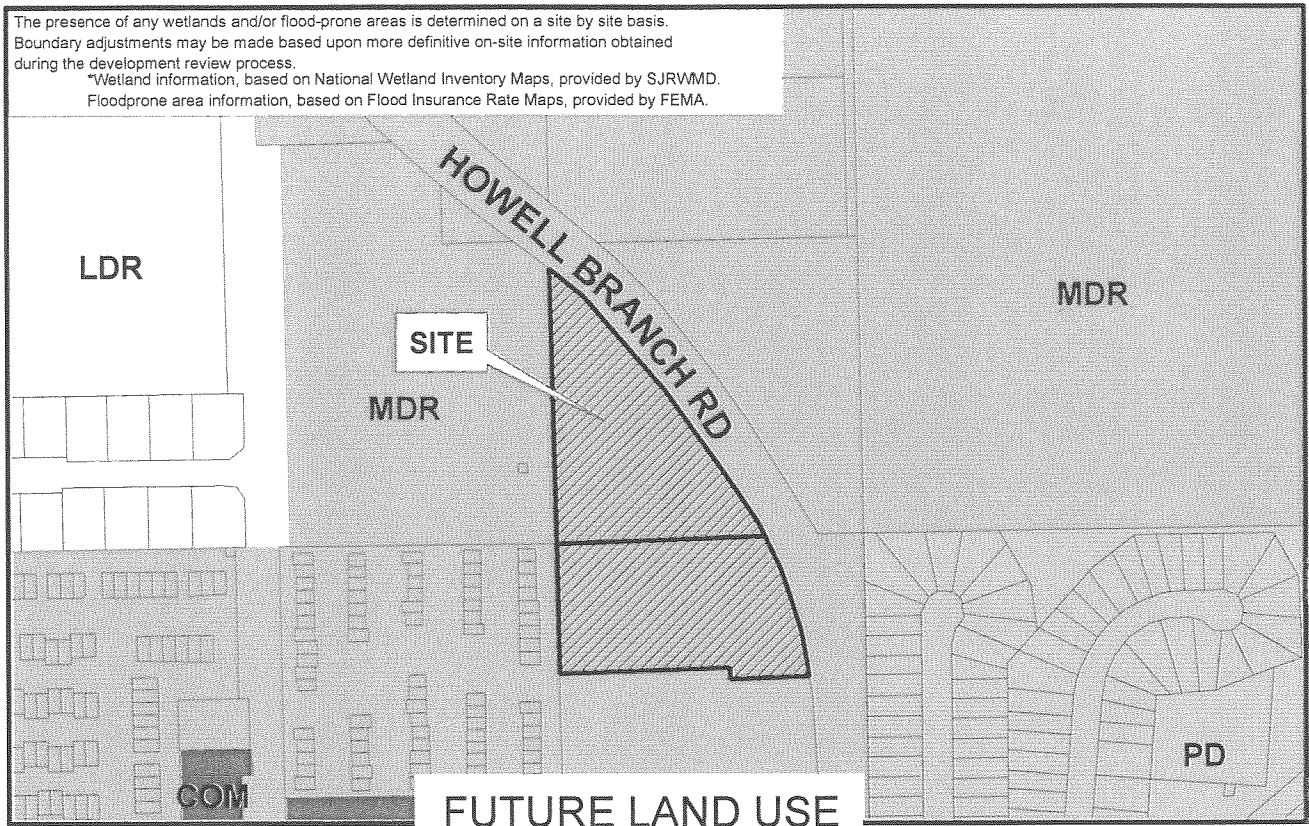 The presence of any wetlands and/or flood-prone areas is determined on a site by site basis.
Boundary adjustments may be made based upon more definitive on-site information obtained
during the development review process.
*Wetland information, based on National Wetland Inventory Maps, provided by SJRWMD.
Floodprone area information, based on Flood Insurance Rate Maps, provided by FEMA.
HOWELL BRANCH RD
LDR
MDR
SITE
MDR
PD
COM
FUTURE LAND USE